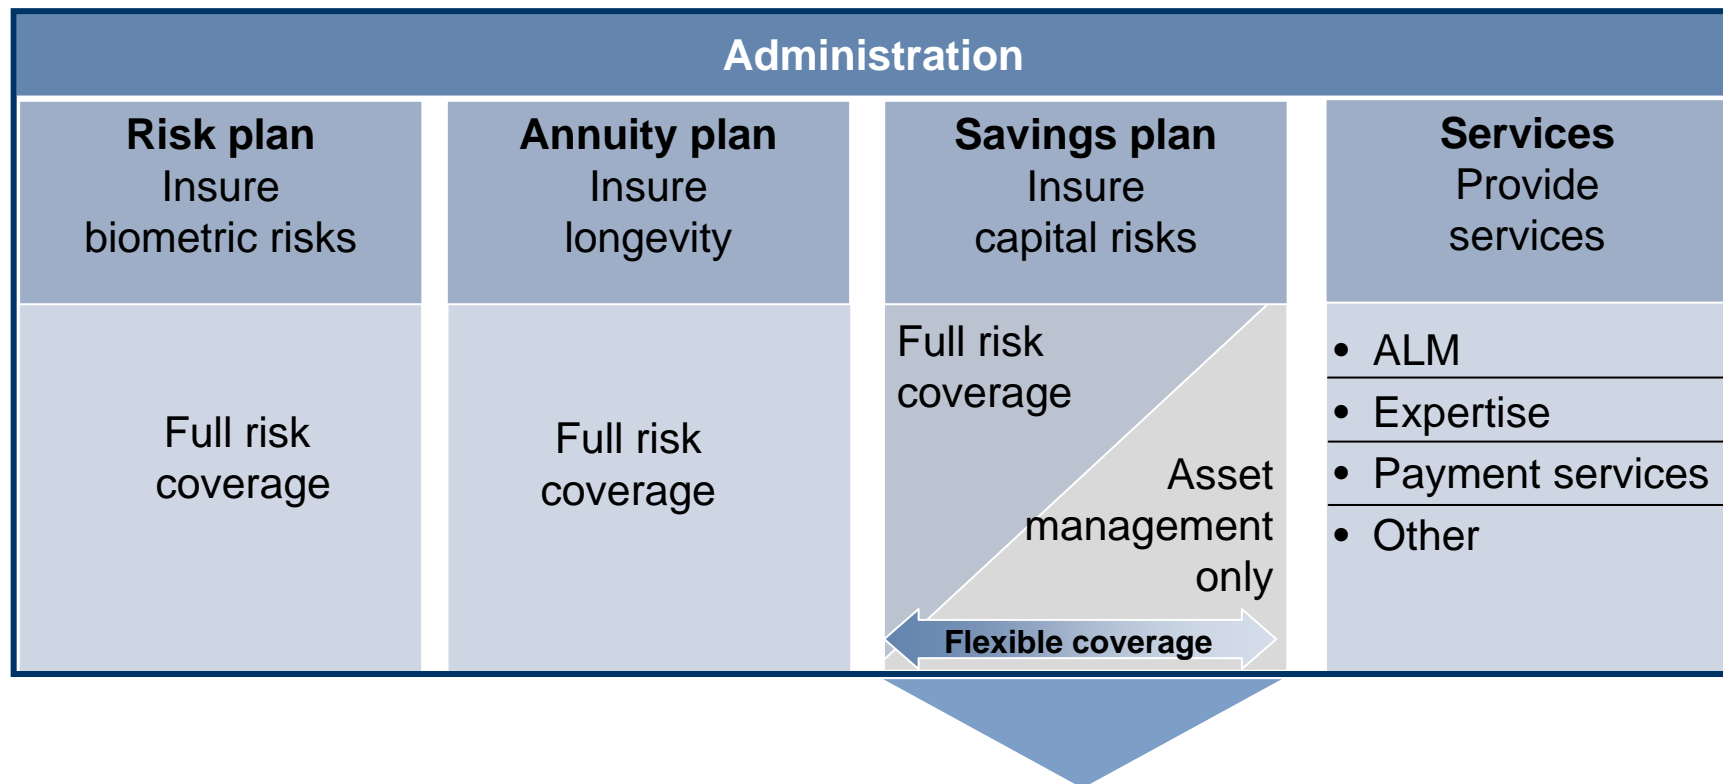 Administration
Risk plan
Insure
biometric risks
Full risk
coverage
Annuity plan
Insure
longevity
Full risk
coverage
Savings plan
Insure
capital risks
Full risk
coverage
Asset
management
only
Flexible coverage
Services
Provide
services
• ALM
• Expertise
• Payment services
• Other